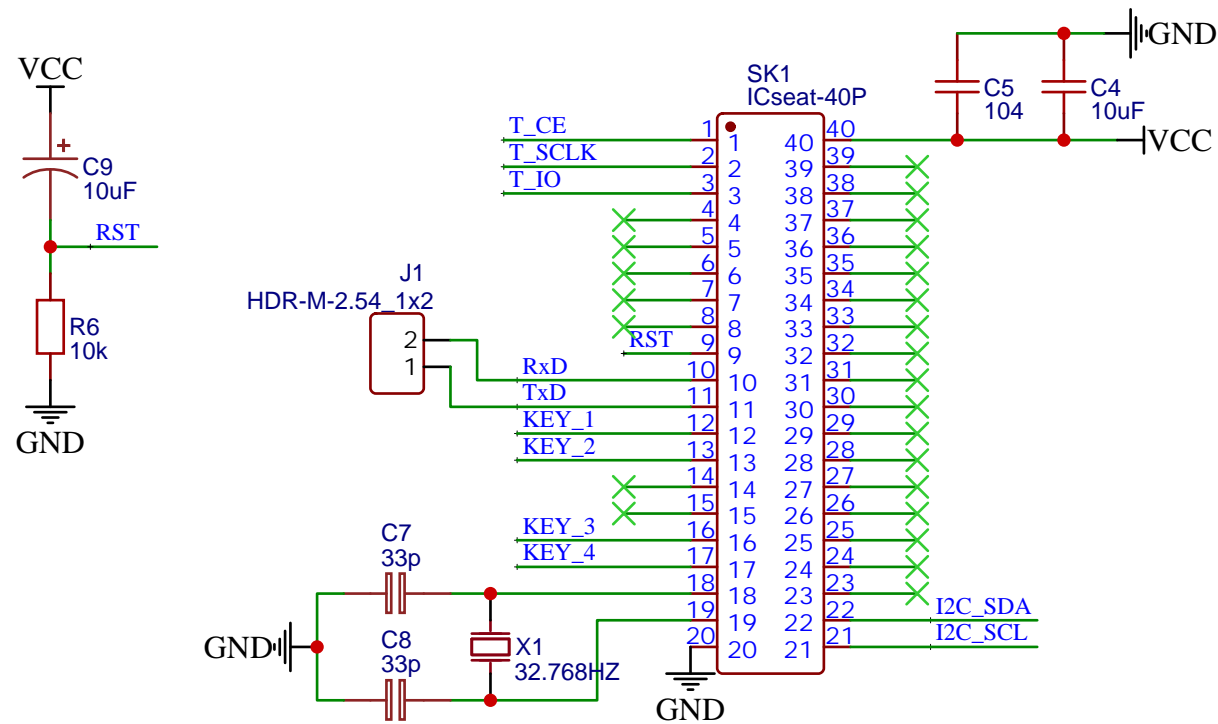 VCC
+
C9
10uF
RST
R6
10k
GND
J1
HDR-M-2.54_1x2
2
1
SK1
ICseat-40P
T_CE
T_SCLK
T_IO
RST
RxD
TxD
KEY_1
KEY_2
KEY_3
KEY_4
1 1 40 40
2 2 39 39
3 3 38 38
4 4 37 37
5 5 36 36
6 6 35 35
7 7 34 34
8 8 33 33
9 9 32 32
10 10 31 31
11 11 30 30
12 12 29 29
13 13 28 28
14 14 27 27
15 15 26 26
16 16 25 25
17 17 24 24
18 18 23 23
19 19 22 22
20 20 21 21
I2C_SDA
I2C_SCL
GND
C5
104
C4
10uF
GND
VCC
C7
33p
GND
C8
33p
X1
32.768HZ